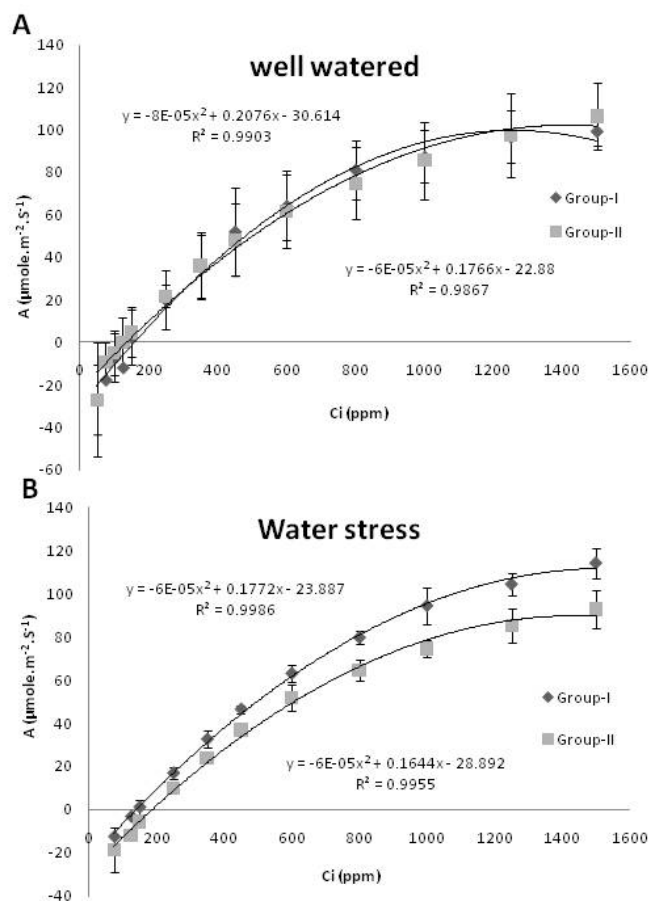 A
well watered
y = -8E-05x² + 0.2076x - 30.614
R² = 0.9903
y = -6E-05x² + 0.1766x - 22.88
R² = 0.9867
Group-I
Group-II
A (µmole.m⁻².S⁻¹)
140
120
100
80
60
40
20
0
-20
-40
-60
0 200 400 600 800 1000 1200 1400 1600
Ci (ppm)
B
Water stress
y = -6E-05x² + 0.1772x - 23.887
R² = 0.9986
y = -6E-05x² + 0.1644x - 28.892
R² = 0.9955
Group-I
Group-II
A (µmole.m⁻².S⁻¹)
140
120
100
80
60
40
20
0
-20
-40
0 200 400 600 800 1000 1200 1400 1600
Ci (ppm)